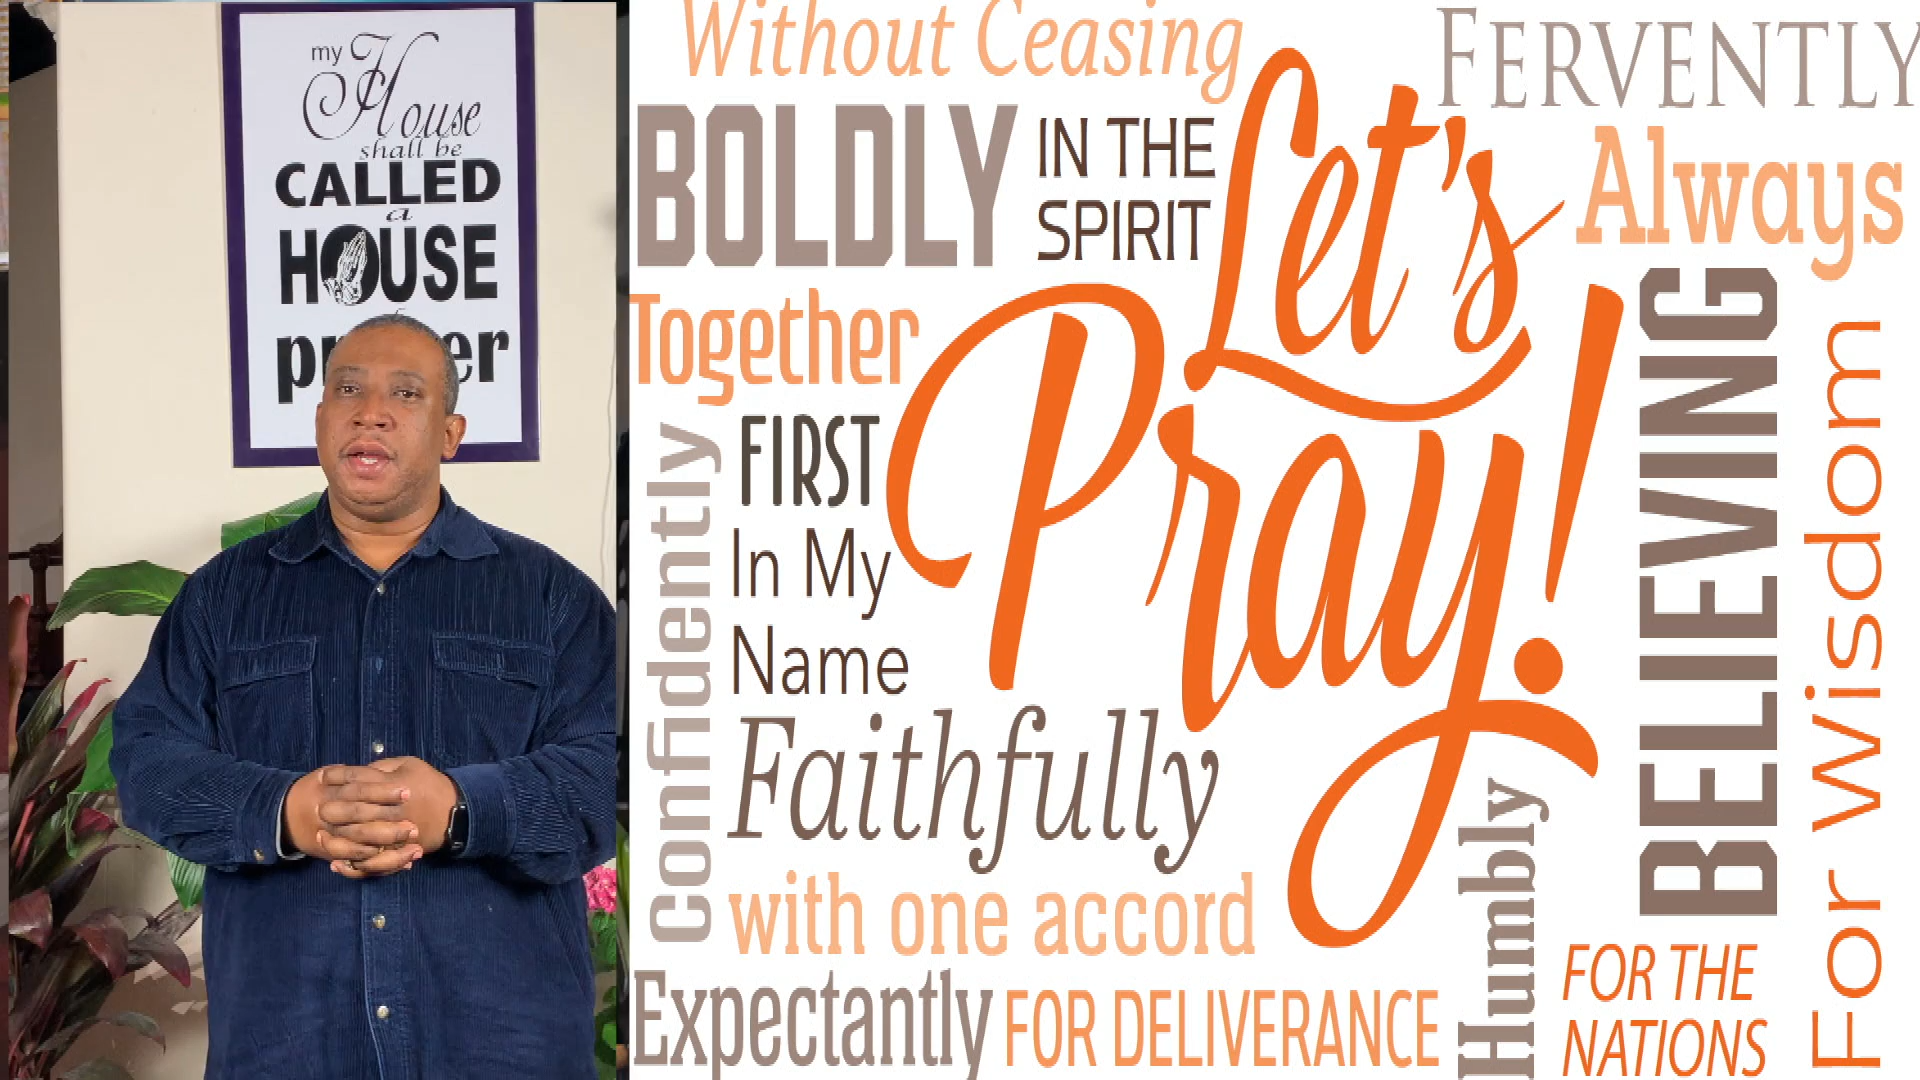 my House
shall be
CALLED
a
HOUSE
Without Ceasing
FERVENTLY
BOLDLY
IN THE
SPIRIT
Let's
Pray!
Always
Together
FIRST
In My
Name
Confidently
Faithfully
BELIEVING
For Wisdom
with one accord
Humbly
Expectantly
FOR DELIVERANCE
FOR THE
NATIONS